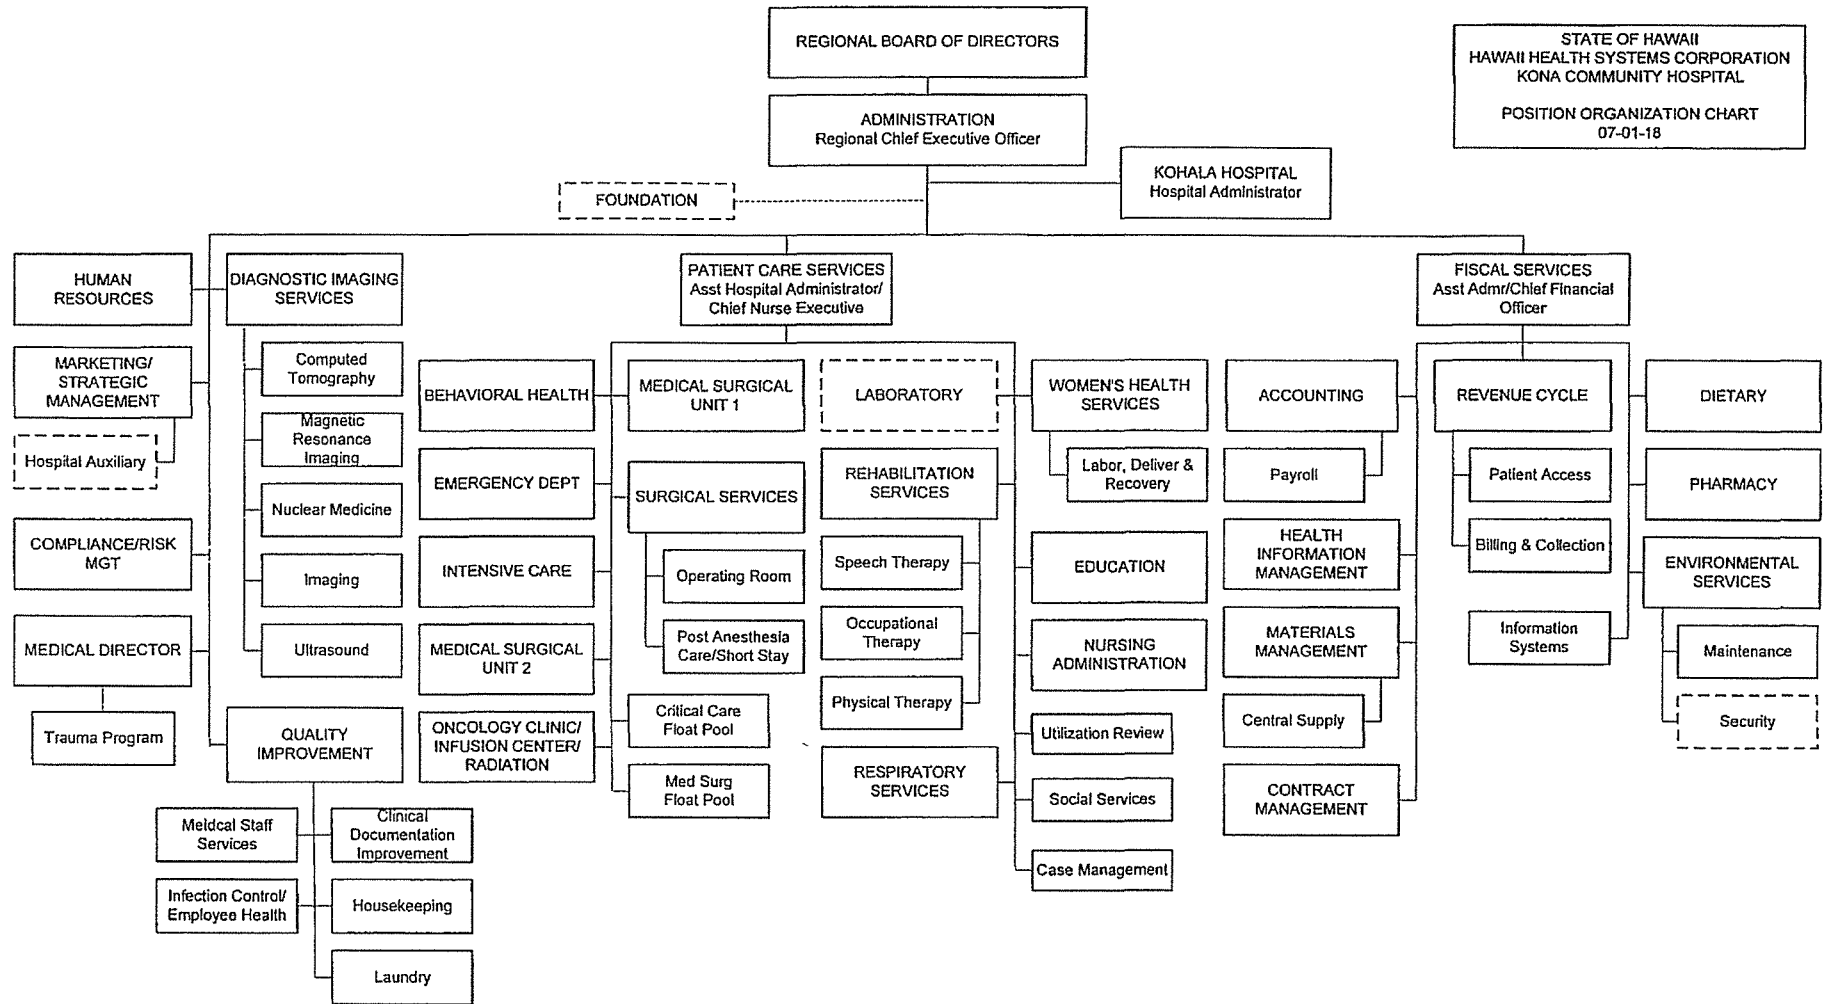 REGIONAL BOARD OF DIRECTORS
STATE OF HAWAII
HAWAII HEALTH SYSTEMS CORPORATION
KONA COMMUNITY HOSPITAL
POSITION ORGANIZATION CHART
07-01-18
ADMINISTRATION
Regional Chief Executive Officer
KOHALA HOSPITAL
Hospital Administrator
FOUNDATION
HUMAN
RESOURCES
MARKETING/
STRATEGIC
MANAGEMENT
Hospital Auxiliary
COMPLIANCE/RISK
MGT
MEDICAL DIRECTOR
Trauma Program
DIAGNOSTIC IMAGING
SERVICES
Computed
Tomography
Magnetic
Resonance
Imaging
Nuclear Medicine
Imaging
Ultrasound
QUALITY
IMPROVEMENT
Meldcal Staff
Services
Clinical
Documentation
Improvement
Infection Control/
Employee Health
Housekeeping
Laundry
PATIENT CARE SERVICES
Asst Hospital Administrator/
Chief Nurse Executive
BEHAVIORAL HEALTH
EMERGENCY DEPT
INTENSIVE CARE
MEDICAL SURGICAL
UNIT 2
ONCOLOGY CLINIC/
INFUSION CENTER/
RADIATION
MEDICAL SURGICAL
UNIT 1
SURGICAL SERVICES
Operating Room
Post Anesthesia
Care/Short Stay
Critical Care
Float Pool
Med Surg
Float Pool
LABORATORY
REHABILITATION
SERVICES
Speech Therapy
Occupational
Therapy
Physical Therapy
RESPIRATORY
SERVICES
WOMEN'S HEALTH
SERVICES
Labor, Deliver &
Recovery
EDUCATION
NURSING
ADMINISTRATION
Utilization Review
Social Services
Case Management
FISCAL SERVICES
Asst Admr/Chief Financial
Officer
ACCOUNTING
Payroll
HEALTH
INFORMATION
MANAGEMENT
MATERIALS
MANAGEMENT
Central Supply
CONTRACT
MANAGEMENT
REVENUE CYCLE
Patient Access
Billing & Collection
Information
Systems
DIETARY
PHARMACY
ENVIRONMENTAL
SERVICES
Maintenance
Security